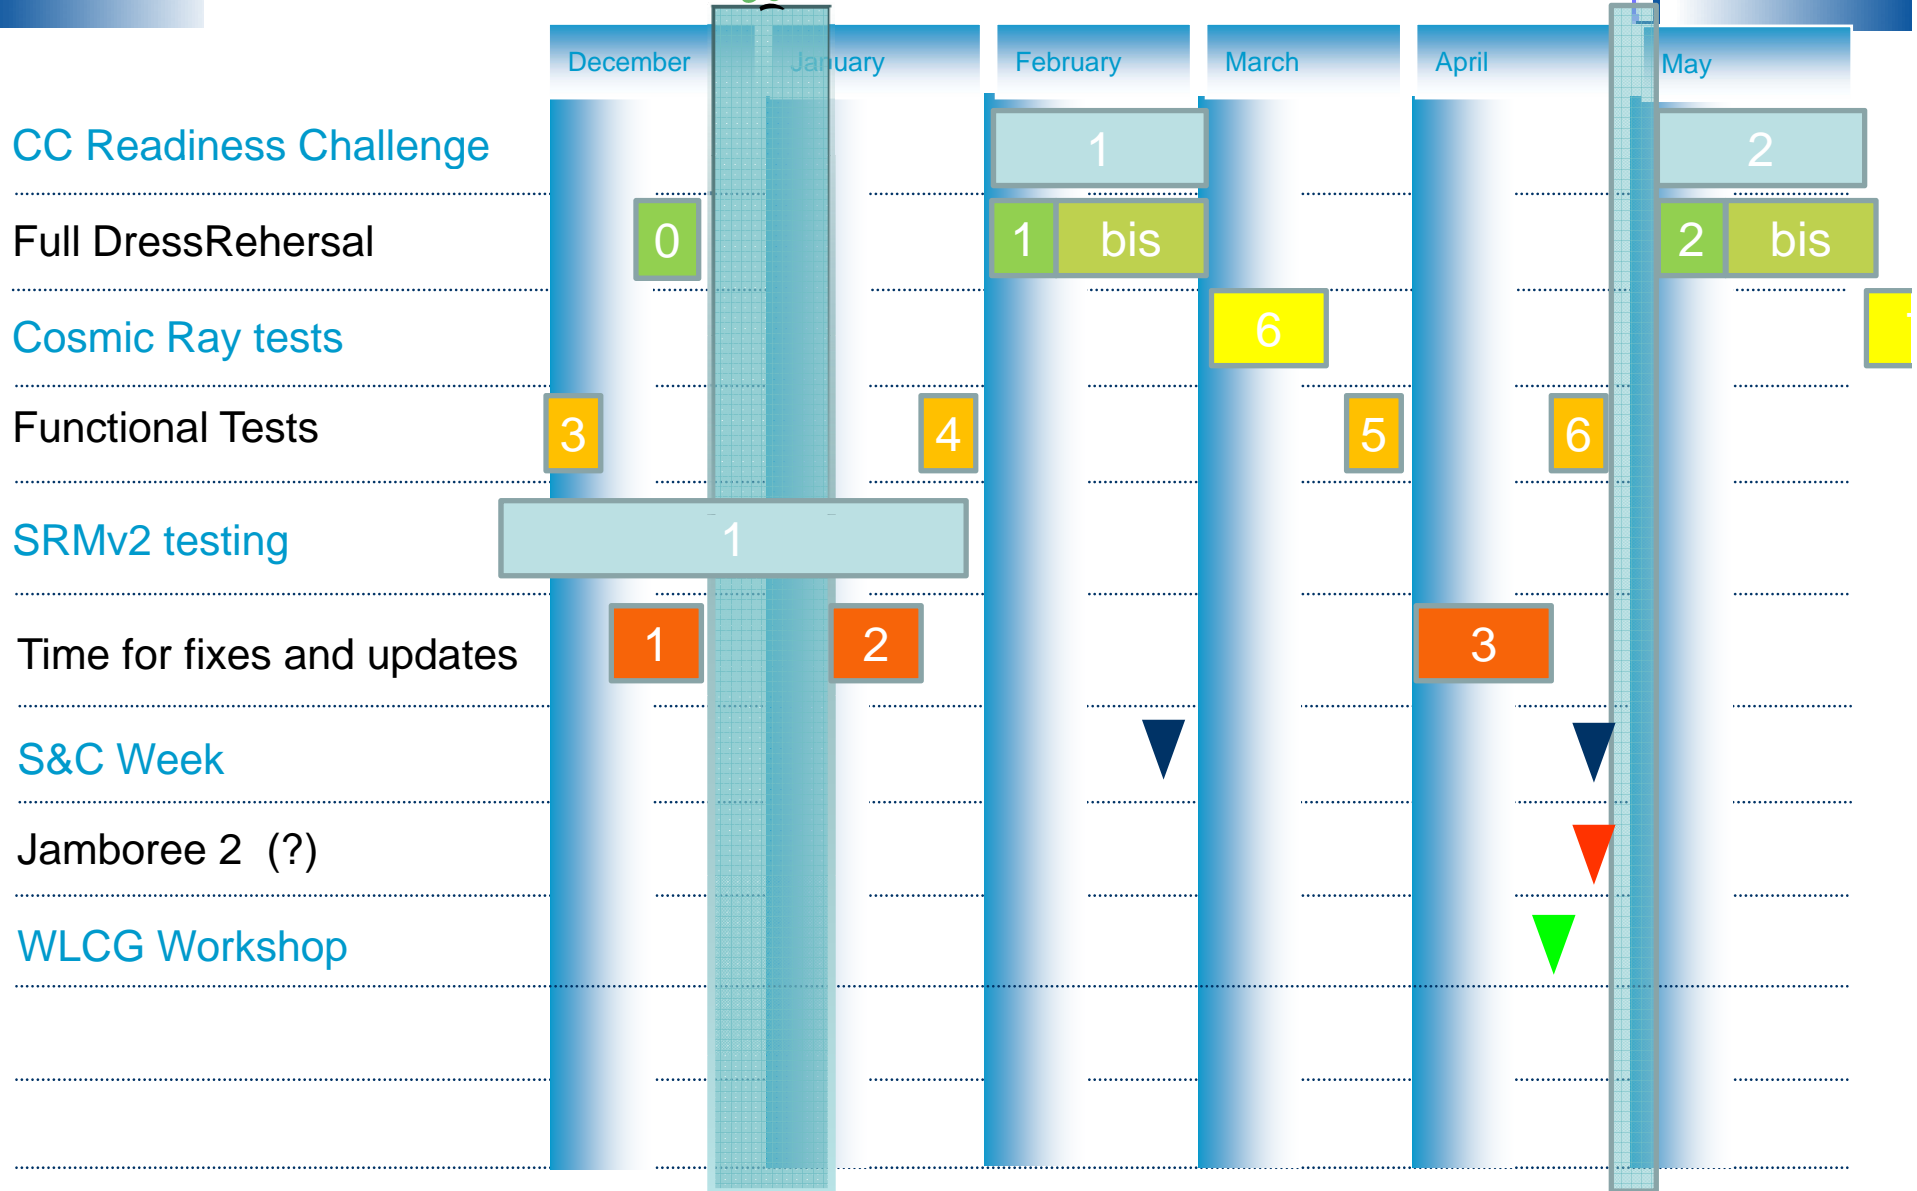 December January February March April May
CC Readiness Challenge 1 2
Full DressRehersal 0 1 bis 2 bis
Cosmic Ray tests 6
Functional Tests 3 4 5 6
SRMv2 testing 1
Time for fixes and updates 1 2 3
S&C Week
Jamboree 2 (?)
WLCG Workshop